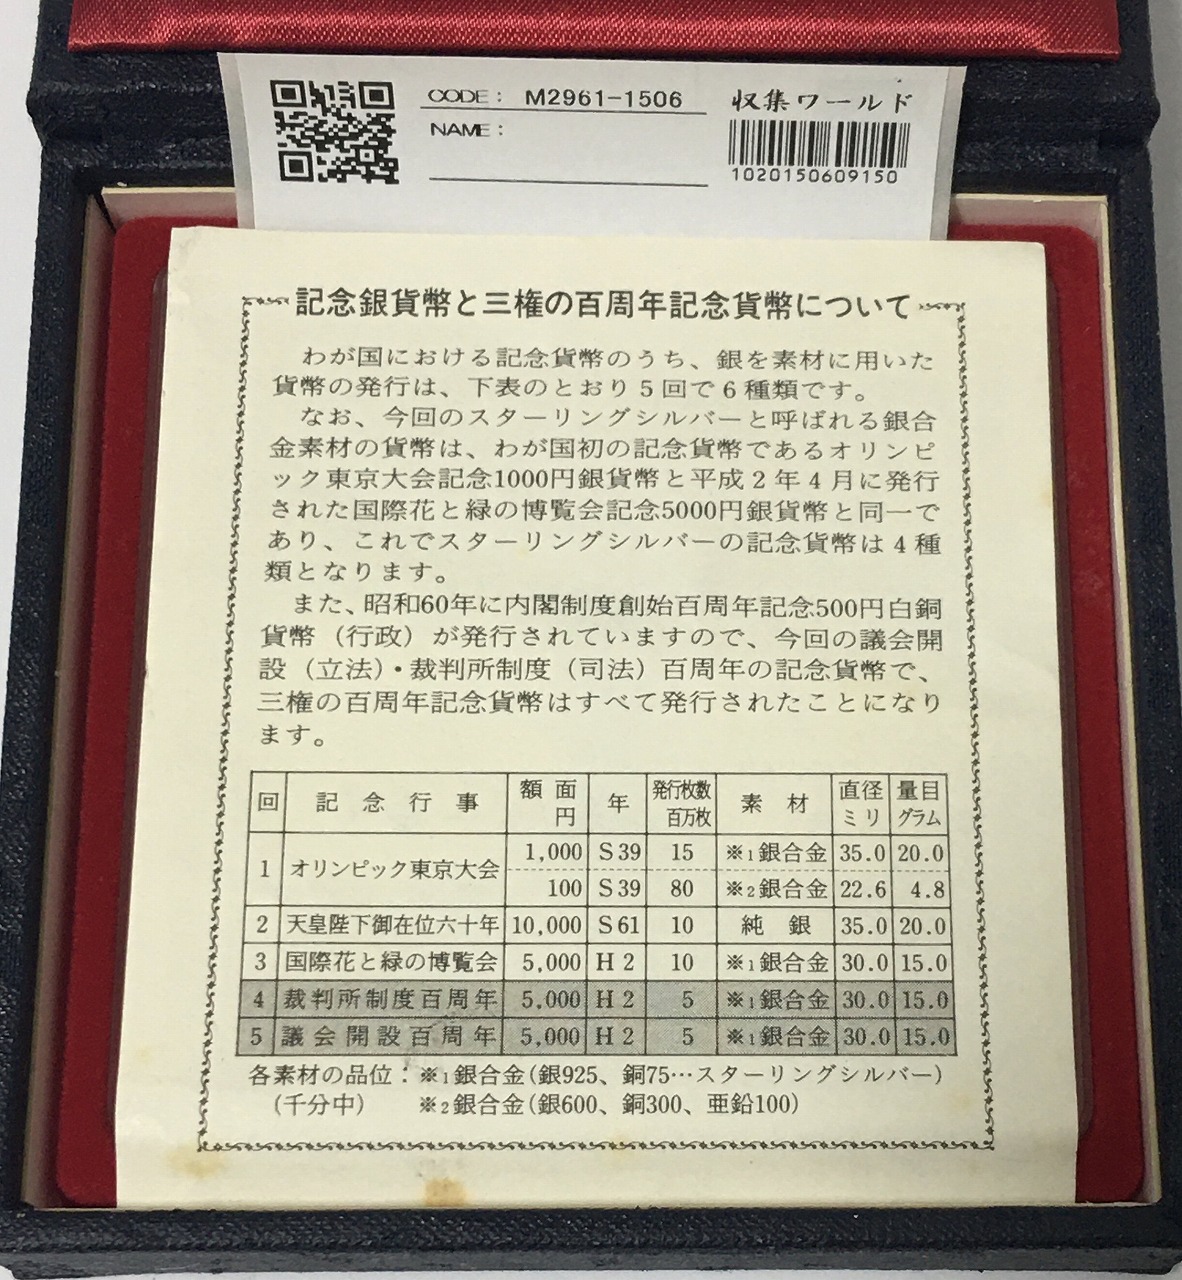 CODE: M2961-1506
収集ワールド
NAME:
1020150609150
記念銀貨幣と三権の百周年記念貨幣について
わが国における記念貨幣のうち、銀を素材に用いた
貨幣の発行は、下表のとおり5回で6種類です。
なお、今回のスターリングシルバーと呼ばれる銀合
金素材の貨幣は、わが国初の記念貨幣であるオリンピ
ック東京大会記念1000円銀貨幣と平成2年4月に発行
された国際花と緑の博覧会記念5000円銀貨幣と同一で
あり、これでスターリングシルバーの記念貨幣は4種
類となります。
また、昭和60年に内閣制度創始百周年記念500円白銅
貨幣（行政）が発行されていますので、今回の議会開
設（立法）・裁判所制度（司法）百周年の記念貨幣で、
三権の百周年記念貨幣はすべて発行されたことになり
ます。
回 記念行事 額面円 年 発行枚数百万枚 素材 直径ミリ 量目グラム
1 オリンピック東京大会 1,000 S39 15 ※1銀合金 35.0 20.0
100 S39 80 ※2銀合金 22.6 4.8
2 天皇陛下御在位六十年 10,000 S61 10 純銀 35.0 20.0
3 国際花と緑の博覧会 5,000 H2 10 ※1銀合金 30.0 15.0
4 裁判所制度百周年 5,000 H2 5 ※1銀合金 30.0 15.0
5 議会開設百周年 5,000 H2 5 ※1銀合金 30.0 15.0
各素材の品位：※1銀合金(銀925、銅75…スターリングシルバー)
(千分中) ※2銀合金(銀600、銅300、亜鉛100)